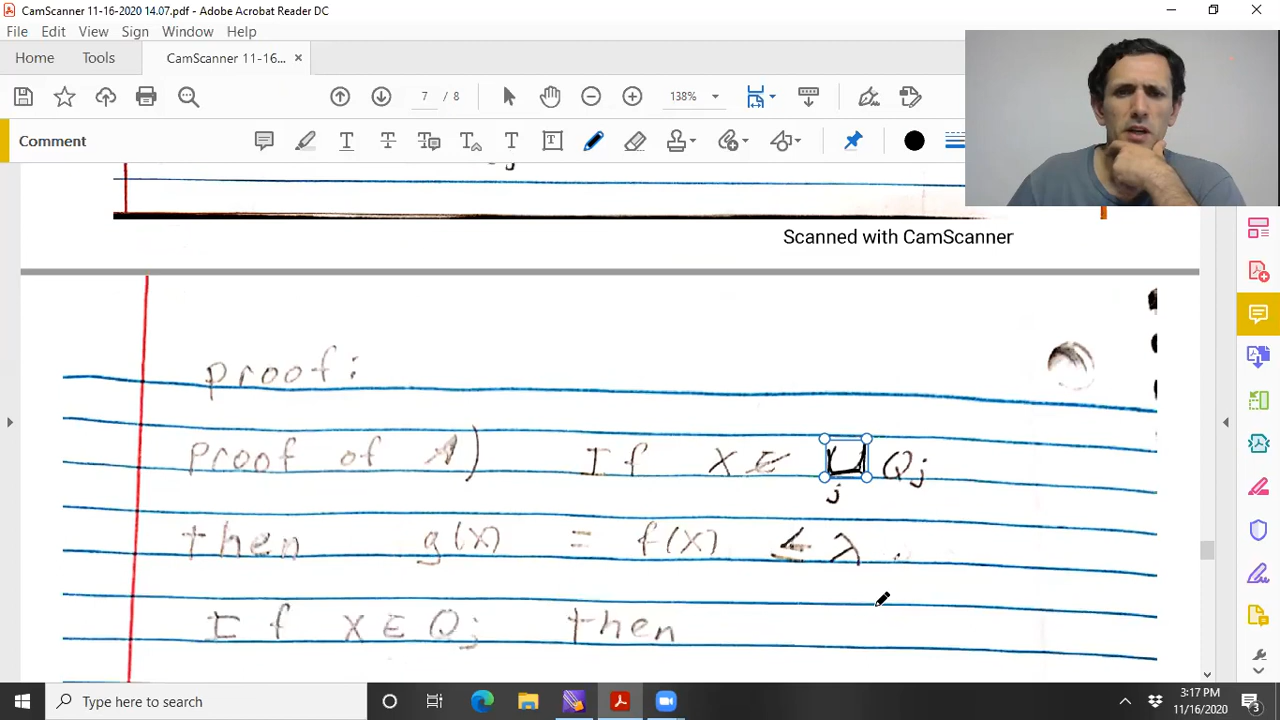 CamScanner 11-16-2020 14.07.pdf - Adobe Acrobat Reader DC
File Edit View Sign Window Help
Home Tools CamScanner 11-16...
7 / 8 138%
Comment
Scanned with CamScanner
proof:
Proof of A) If x ∉ ⋃ Qj
j
then g(x) = f(x) ≤ λ.
If x ∈ Qj then
Type here to search
3:17 PM
11/16/2020
3